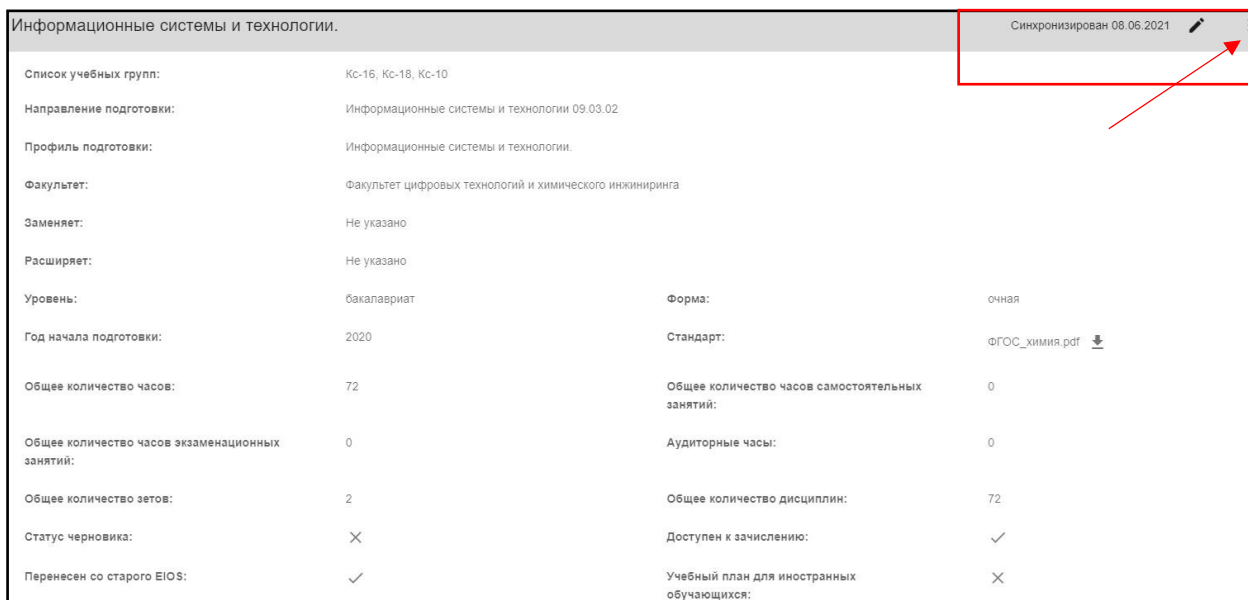 Информационные системы и технологии. Синхронизирован 08.06.2021
Список учебных групп: Кс-16, Кс-18, Кс-10
Направление подготовки: Информационные системы и технологии 09.03.02
Профиль подготовки: Информационные системы и технологии.
Факультет: Факультет цифровых технологий и химического инжиниринга
Заменяет: Не указано
Расширяет: Не указано
Уровень: бакалавриат Форма: очная
Год начала подготовки: 2020 Стандарт: ФГОС_химия.pdf
Общее количество часов: 72 Общее количество часов самостоятельных 0
занятий:
Общее количество часов экзаменационных 0 Аудиторные часы: 0
занятий:
Общее количество зетов: 2 Общее количество дисциплин: 72
Статус черновика: Доступен к зачислению:
Перенесен со старого EIOS: Учебный план для иностранных
обучающихся: